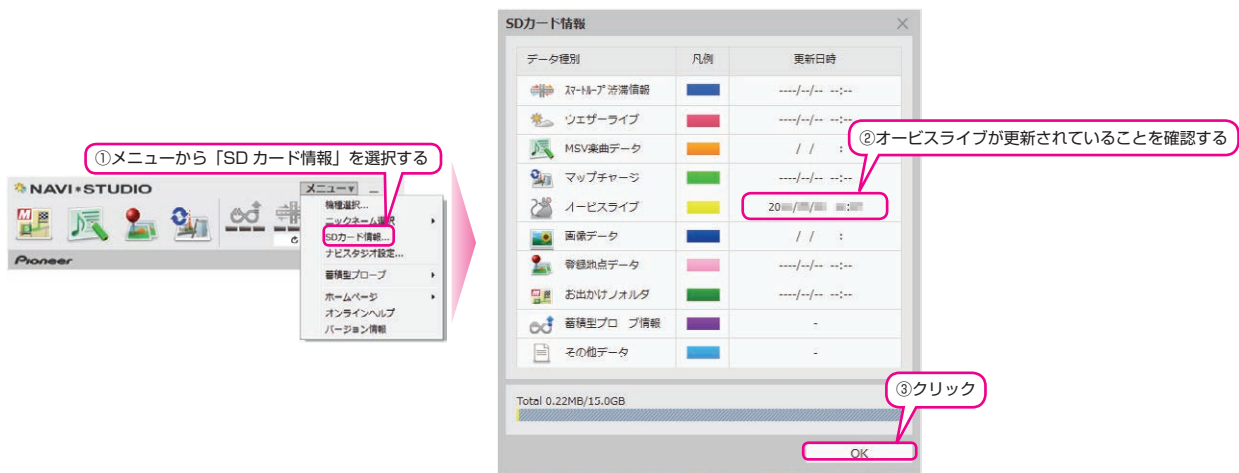 ①メニューから「SD カード情報」を選択する
NAVI*STUDIO
メニュー▼
機種選択...
ニックネーム選択
SDカード情報...
ナビスタジオ設定...
蓄積型プローブ
ホームページ
オンラインヘルプ
バージョン情報
Pioneer
SDカード情報
データ種別 凡例 更新日時
スマートループ渋滞情報 ----/--/-- --:--
ウェザーライブ ----/--/-- --:--
②オービスライブが更新されていることを確認する
MSV楽曲データ / / :
マップチャージ ----/--/-- --:--
オービスライブ 20 / / :
画像データ / / :
登録地点データ ----/--/-- --:--
お出かけフォルダ ----/--/-- --:--
蓄積型プロ ブ情報 -
その他データ -
③クリック
Total 0.22MB/15.0GB
OK